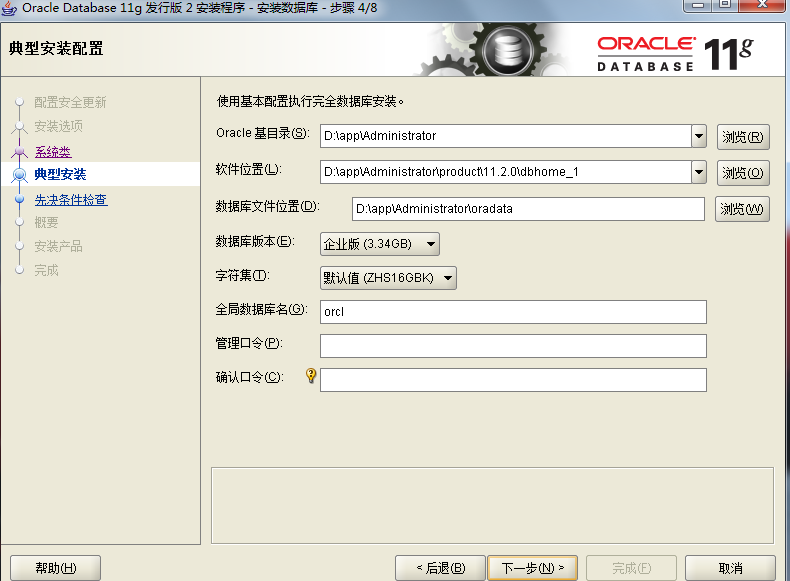 Oracle Database 11g 发行版 2 安装程序 - 安装数据库 - 步骤 4/8
典型安装配置
ORACLE
DATABASE 11g
配置安全更新
安装选项
系统类
典型安装
先决条件检查
概要
安装产品
完成
使用基本配置执行完全数据库安装。
Oracle 基目录(S): D:\app\Administrator 浏览(R)
软件位置(L): D:\app\Administrator\product\11.2.0\dbhome_1 浏览(O)
数据库文件位置(D): D:\app\Administrator\oradata 浏览(W)
数据库版本(E): 企业版 (3.34GB)
字符集(T): 默认值 (ZHS16GBK)
全局数据库名(G): orcl
管理口令(P):
确认口令(C):
帮助(H) < 后退(B) 下一步(N) > 完成(F) 取消